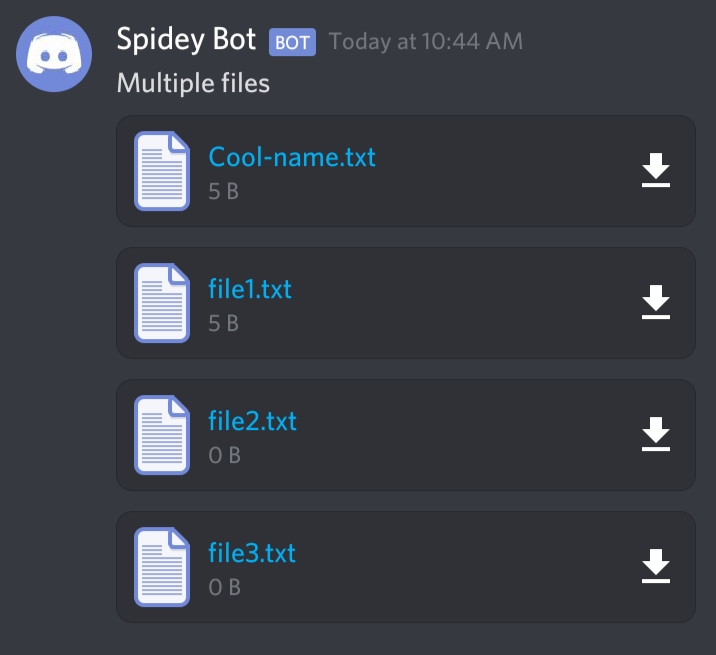 Spidey Bot BOT Today at 10:44 AM
Multiple files
Cool-name.txt
5 B
file1.txt
5 B
file2.txt
0 B
file3.txt
0 B